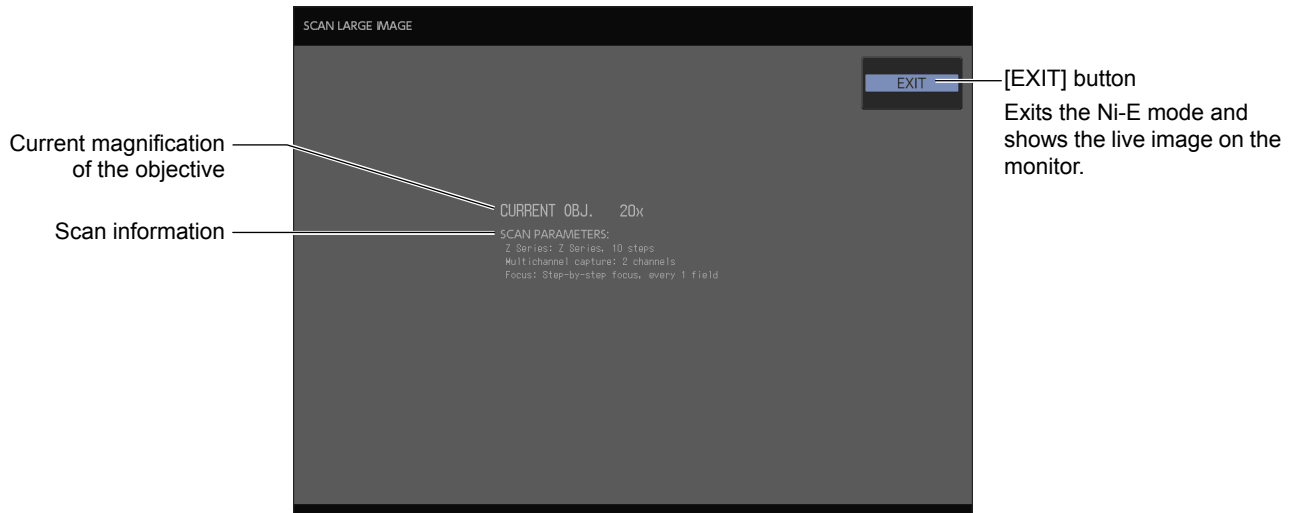 SCAN LARGE IMAGE
EXIT
[EXIT] button
Exits the Ni-E mode and
shows the live image on the
monitor.
Current magnification
of the objective
CURRENT OBJ. 20x
Scan information
SCAN PARAMETERS:
Z Series: Z Series, 10 steps
Multichannel capture: 2 channels
Focus: Step-by-step focus, every 1 field